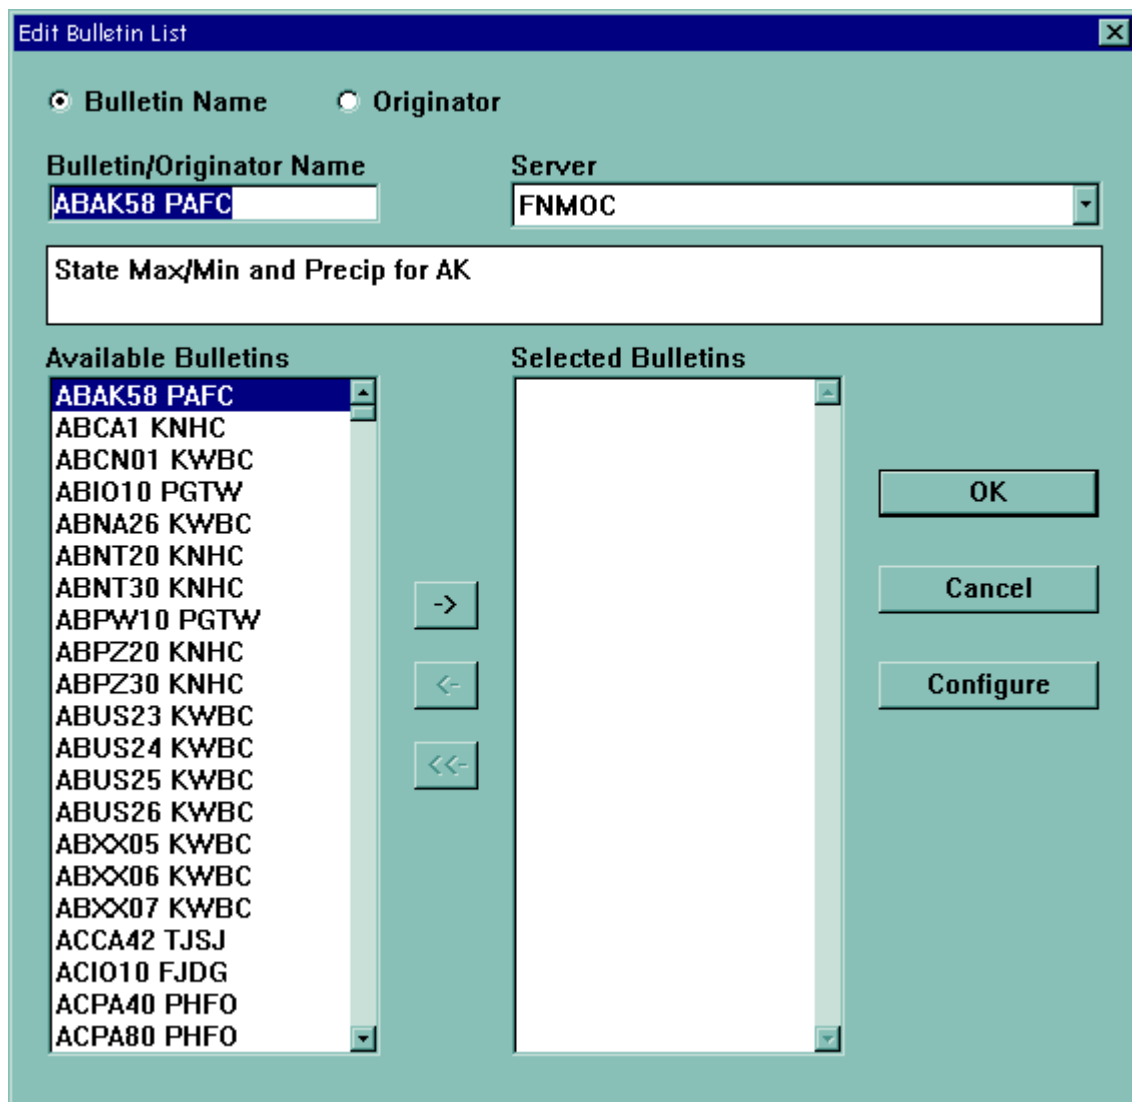 Edit Bulletin List
Bulletin Name
Originator
Bulletin/Originator Name
Server
ABAK58 PAFC
FNMOC
State Max/Min and Precip for AK
Available Bulletins
Selected Bulletins
ABAK58 PAFC
ABCA1 KNHC
ABCN01 KWBC
ABIO10 PGTW
ABNA26 KWBC
ABNT20 KNHC
ABNT30 KNHC
ABPW10 PGTW
ABPZ20 KNHC
ABPZ30 KNHC
ABUS23 KWBC
ABUS24 KWBC
ABUS25 KWBC
ABUS26 KWBC
ABXX05 KWBC
ABXX06 KWBC
ABXX07 KWBC
ACCA42 TJSJ
ACIO10 FJDG
ACPA40 PHFO
ACPA80 PHFO
->
<-
<<-
OK
Cancel
Configure